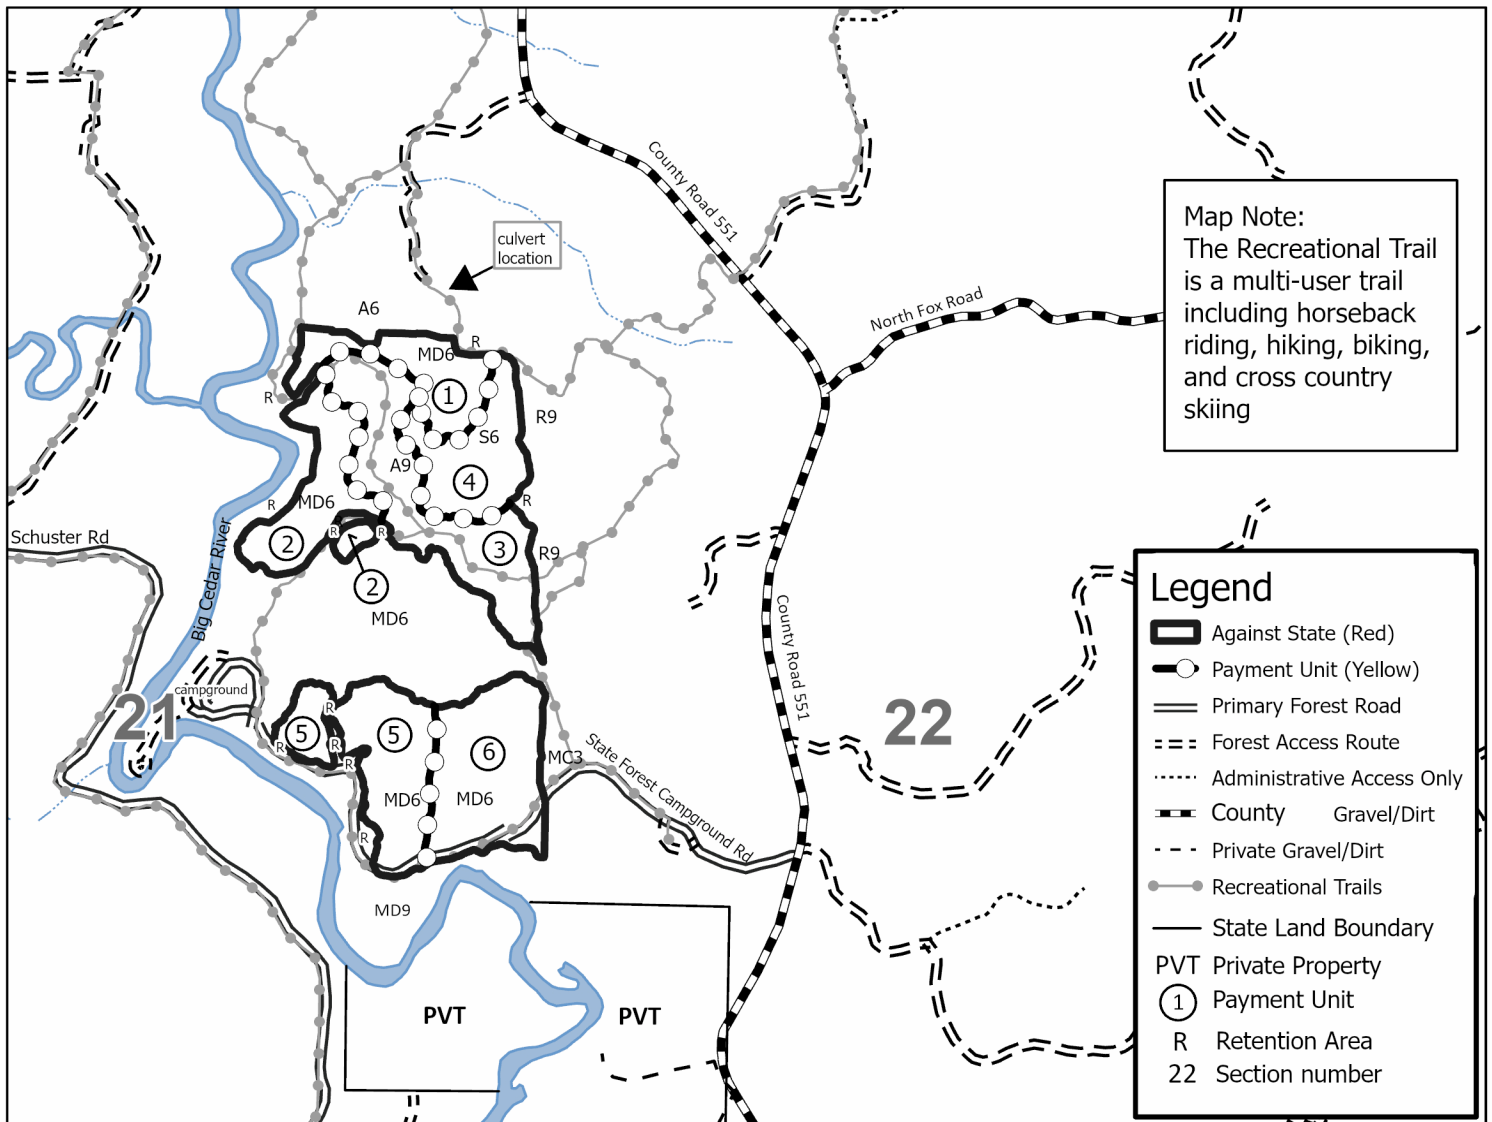 County Road 551
Map Note:
The Recreational Trail
is a multi-user trail
including horseback
riding, hiking, biking,
and cross country
skiing
culvert
location
North Fox Road
A6
R
MD6
1
R
R9
S6
A9
4
R
MD6
R
Schuster Rd
R
R
2
3
R9
2
MD6
Big Cedar River
County Road 551
campground
21
22
R
5
R
R
R
5
6
MC3
State Forest Campground Rd
MD6
MD6
R
MD9
PVT
PVT
Legend
Against State (Red)
Payment Unit (Yellow)
Primary Forest Road
Forest Access Route
Administrative Access Only
County Gravel/Dirt
Private Gravel/Dirt
Recreational Trails
State Land Boundary
PVT Private Property
1 Payment Unit
R Retention Area
22 Section number